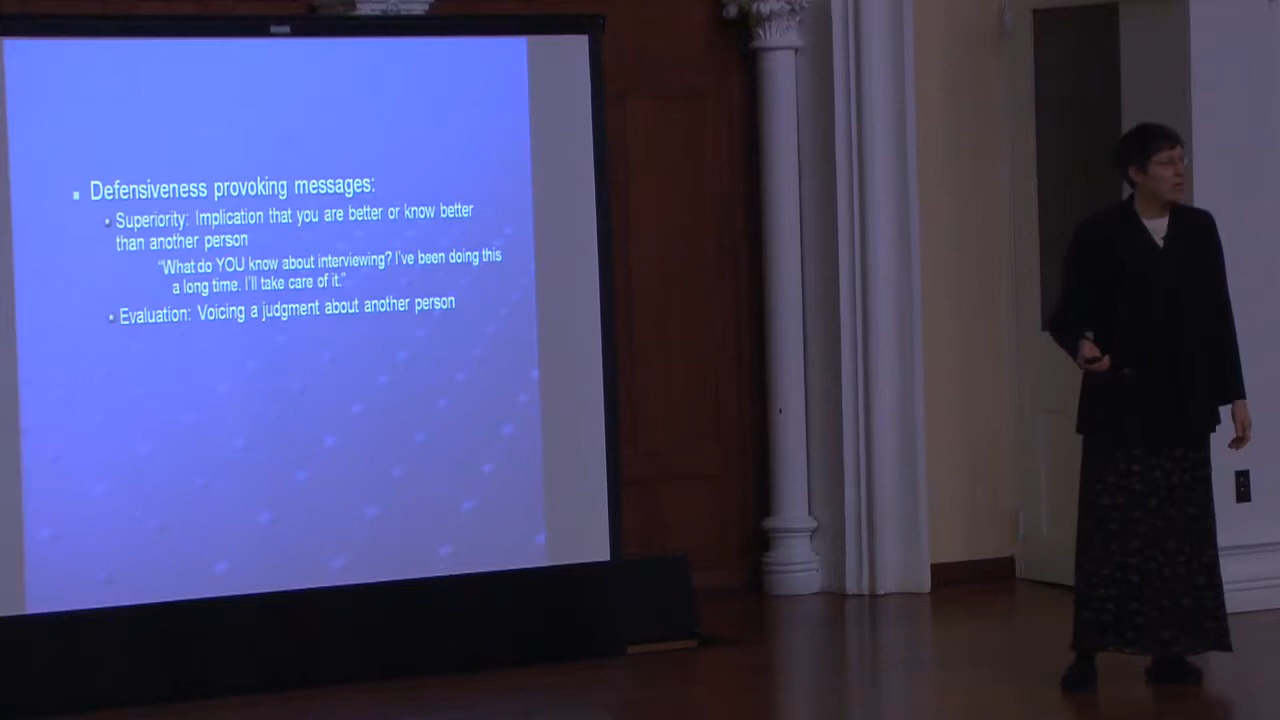 Defensiveness provoking messages:
Superiority: Implication that you are better or know better
than another person
"What do YOU know about interviewing? I've been doing this
a long time. I'll take care of it."
Evaluation: Voicing a judgment about another person